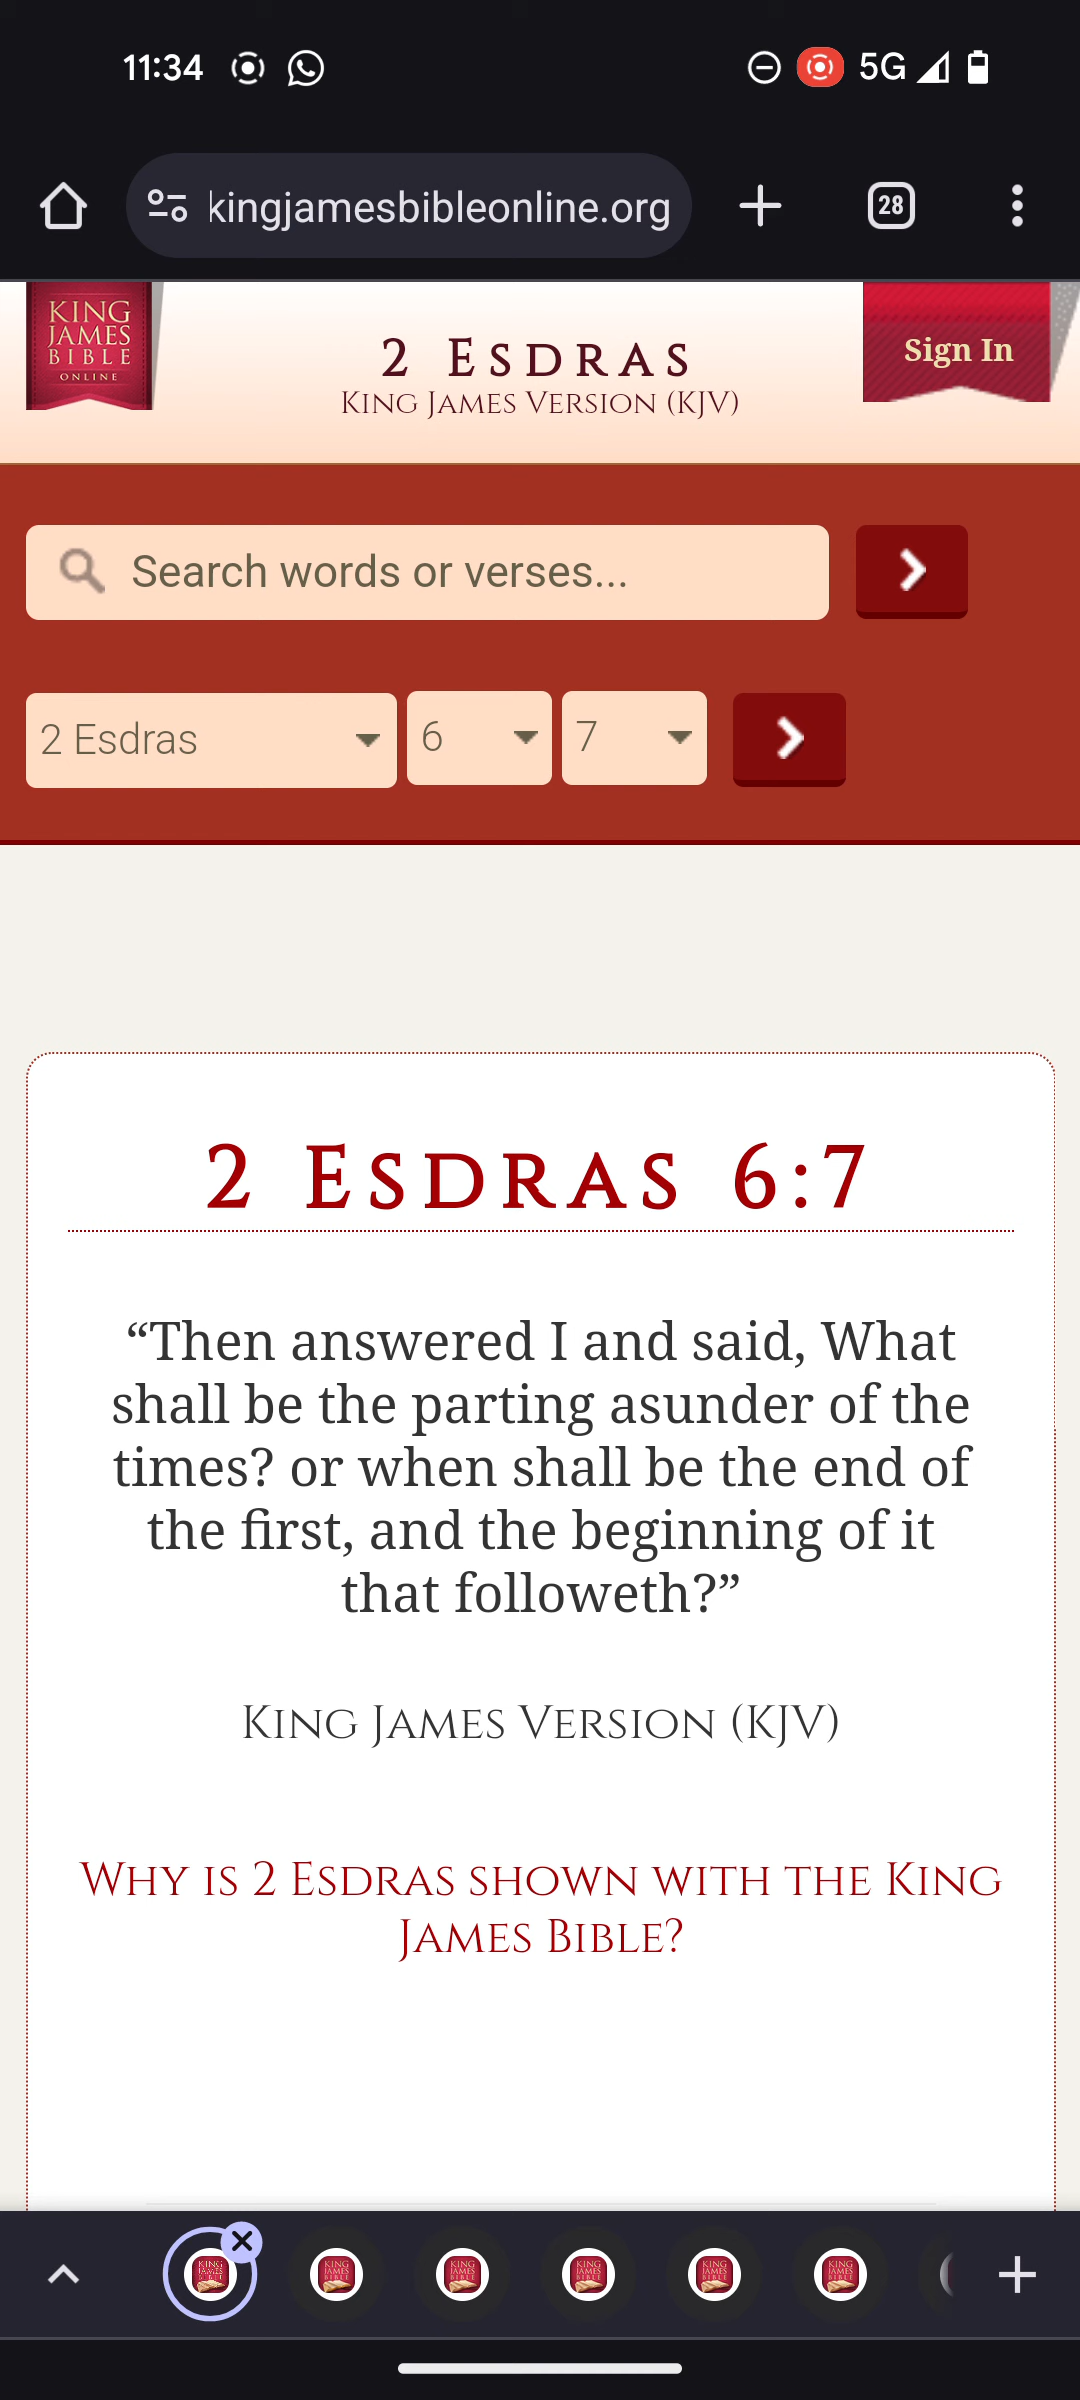 11:34
5G
kingjamesbibleonline.org
28
KING
JAMES
BIBLE
ONLINE
2 Esdras
King James Version (KJV)
Sign In
Search words or verses...
2 Esdras
6
7
2 Esdras 6:7
“Then answered I and said, What
shall be the parting asunder of the
times? or when shall be the end of
the first, and the beginning of it
that followeth?”
King James Version (KJV)
Why is 2 Esdras shown with the King
James Bible?